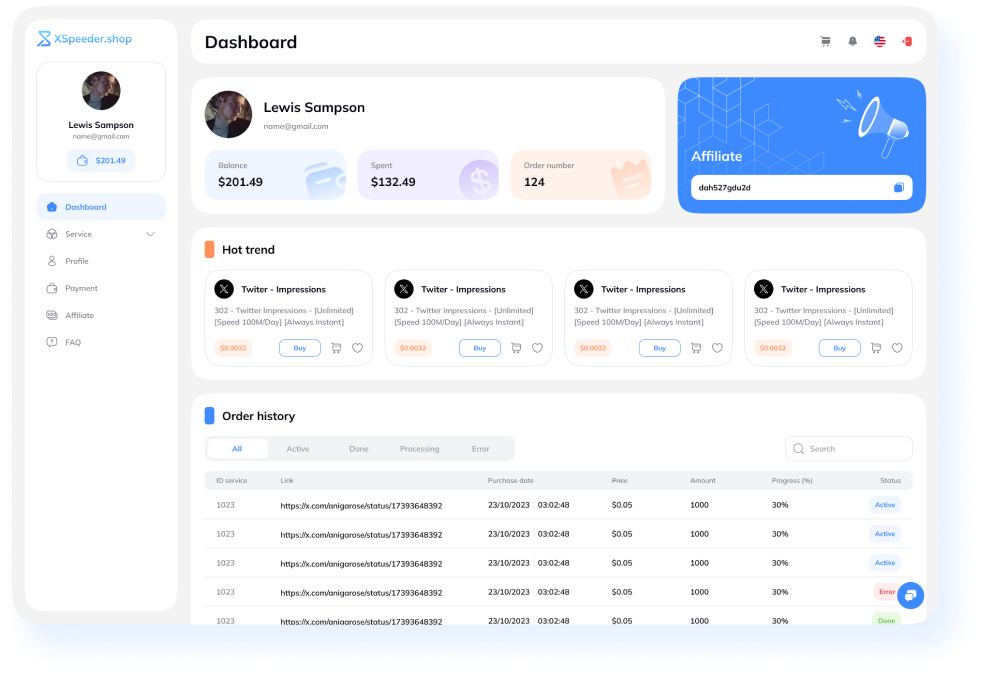 XSpeeder.shop
Lewis Sampson
name@gmail.com
$201.49
Dashboard
Service
Profile
Payment
Affiliate
FAQ
Dashboard
Lewis Sampson
name@gmail.com
Balance
$201.49
Spent
$132.49
Order number
124
Affiliate
dah527gdu2d
Hot trend
Twiter - Impressions
302 - Twitter Impressions - [Unlimited]
[Speed 100M/Day] [Always Instant]
$0.0032
Buy
Twiter - Impressions
302 - Twitter Impressions - [Unlimited]
[Speed 100M/Day] [Always Instant]
$0.0032
Buy
Twiter - Impressions
302 - Twitter Impressions - [Unlimited]
[Speed 100M/Day] [Always Instant]
$0.0032
Buy
Twiter - Impressions
302 - Twitter Impressions - [Unlimited]
[Speed 100M/Day] [Always Instant]
$0.0032
Buy
Order history
All Active Done Processing Error
Search
ID service Link Purchase date Price Amount Progress (%) Status
1023 https://x.com/anigarose/status/17393648392 23/10/2023 03:02:48 $0.05 1000 30% Active
1023 https://x.com/anigarose/status/17393648392 23/10/2023 03:02:48 $0.05 1000 30% Active
1023 https://x.com/anigarose/status/17393648392 23/10/2023 03:02:48 $0.05 1000 30% Active
1023 https://x.com/anigarose/status/17393648392 23/10/2023 03:02:48 $0.05 1000 30% Error
1023 https://x.com/anigarose/status/17393648392 23/10/2023 03:02:48 $0.05 1000 30% Done